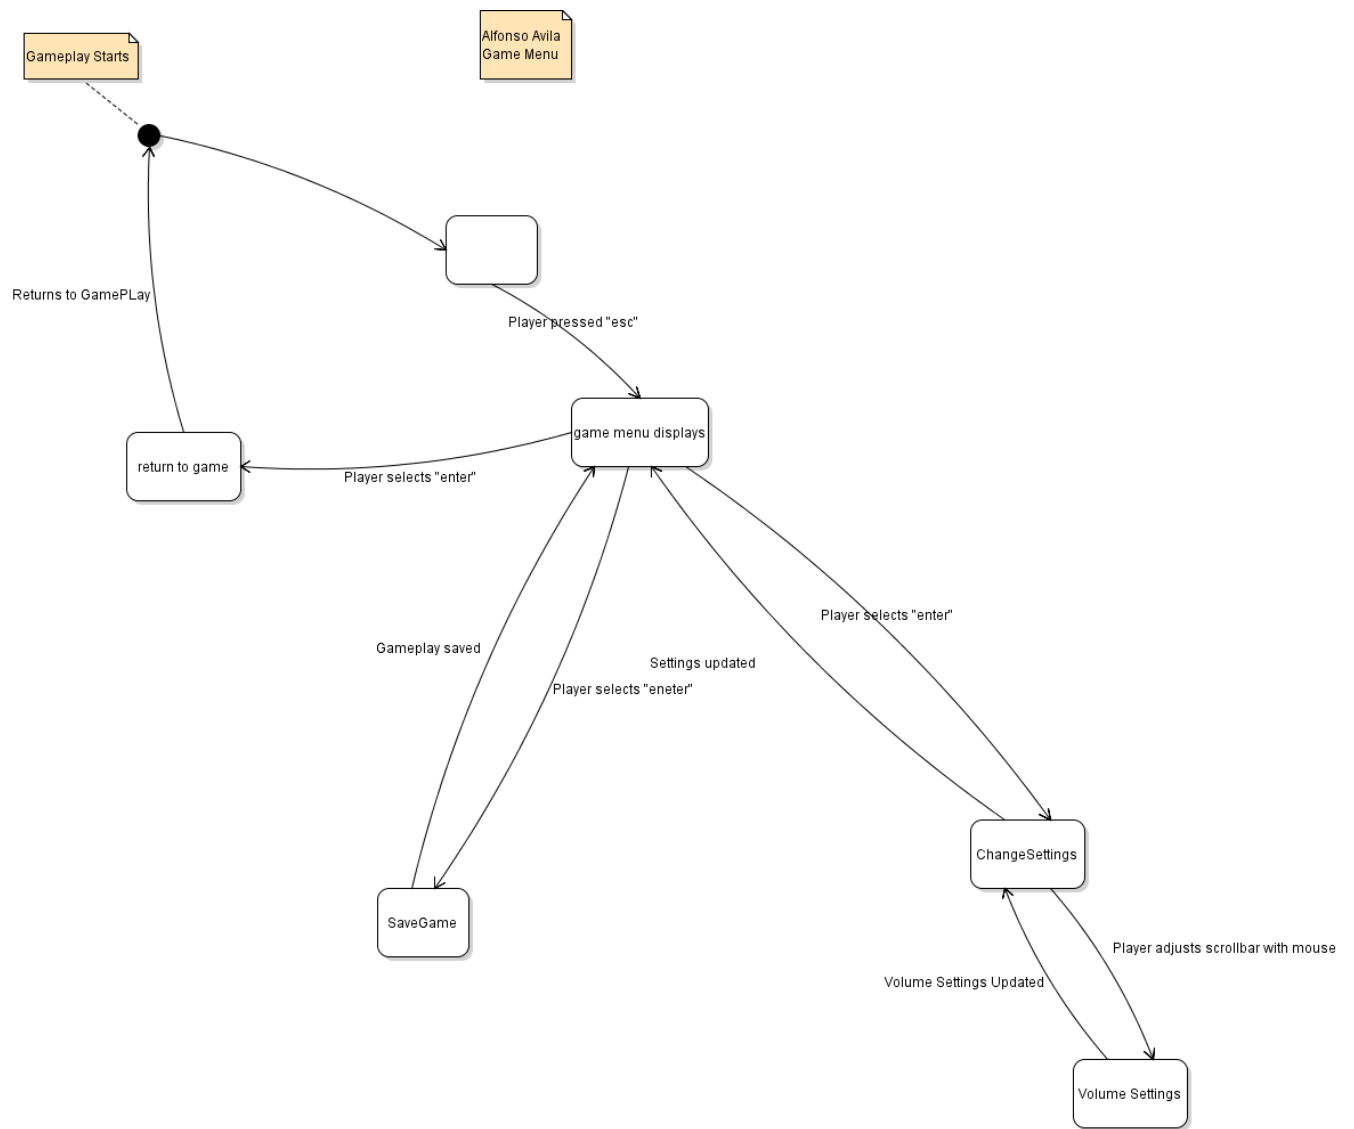 Gameplay Starts
Alfonso Avila
Game Menu
Returns to GamePLay
Player pressed "esc"
game menu displays
return to game
Player selects "enter"
Player selects "enter"
Gameplay saved
Settings updated
Player selects "eneter"
ChangeSettings
SaveGame
Player adjusts scrollbar with mouse
Volume Settings Updated
Volume Settings